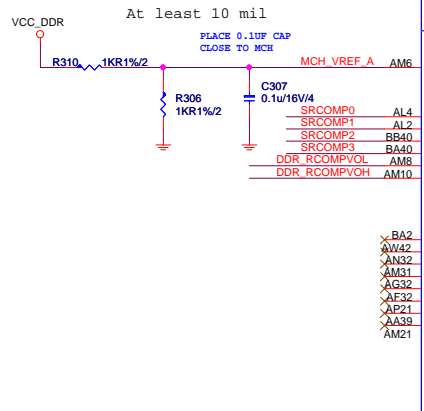 At least 10 mil
VCC_DDR
PLACE 0.1UF CAP
CLOSE TO MCH
R310 1KR1%/2
MCH_VREF_A AM6
R306
1KR1%/2
C307
0.1u/16V/4
SRCOMP0 AL4
SRCOMP1 AL2
SRCOMP2 BB40
SRCOMP3 BA40
DDR_RCOMPVOL AM8
DDR_RCOMPVOH AM10
BA2
AW42
AN32
AM31
AG32
AF32
AP21
AA39
AM21